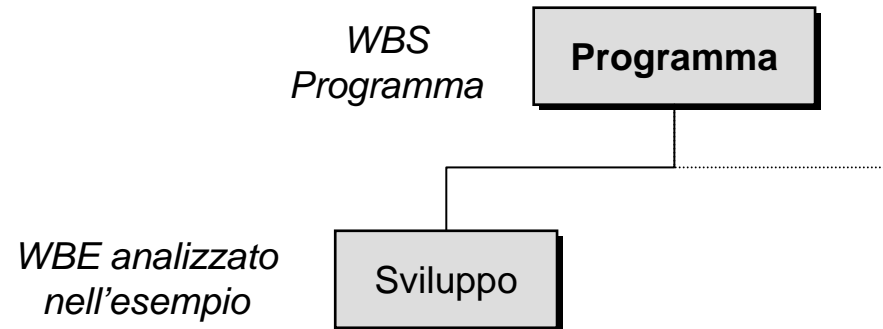 WBS
Programma
Programma
WBE analizzato
nell'esempio
Sviluppo